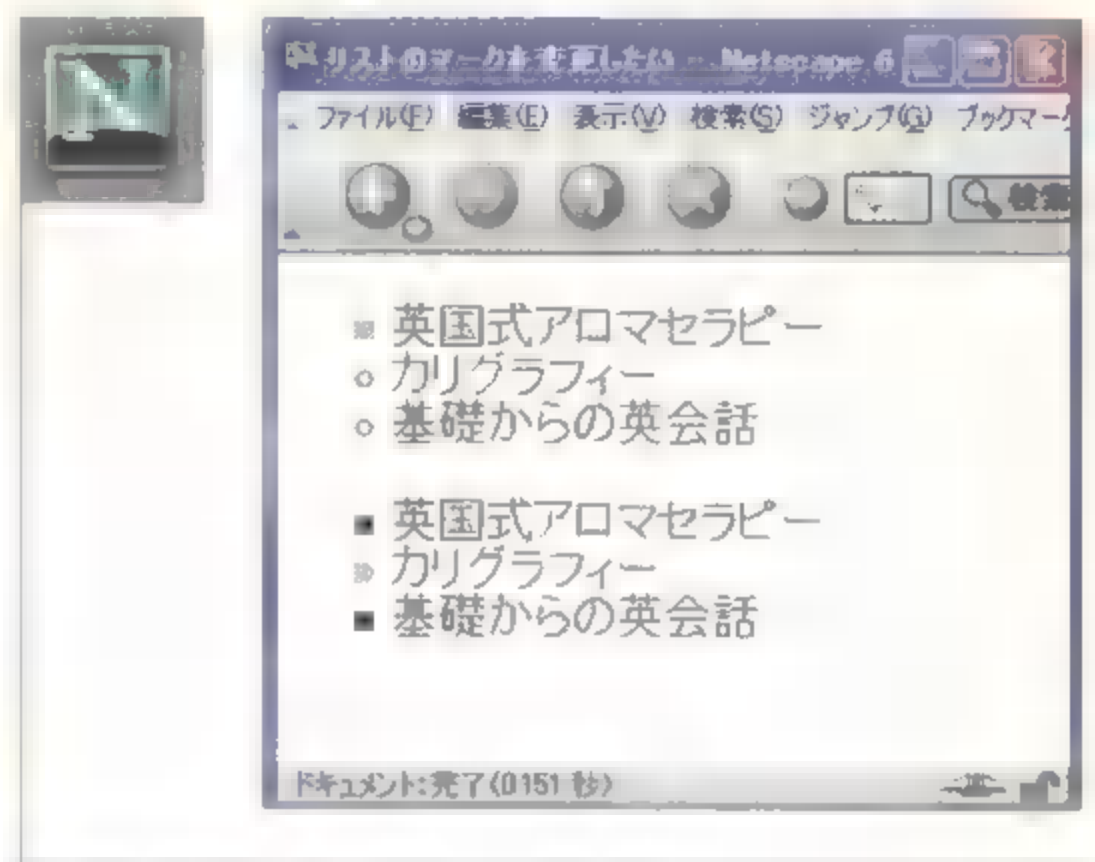 リストのマークを変更したい - Netscape 6
ファイル(F) 編集(E) 表示(V) 検索(S) ジャンプ(G) ブックマー
検索
英国式アロマセラピー
カリグラフィー
基礎からの英会話
英国式アロマセラピー
カリグラフィー
基礎からの英会話
ドキュメント:完了(0151 秒)